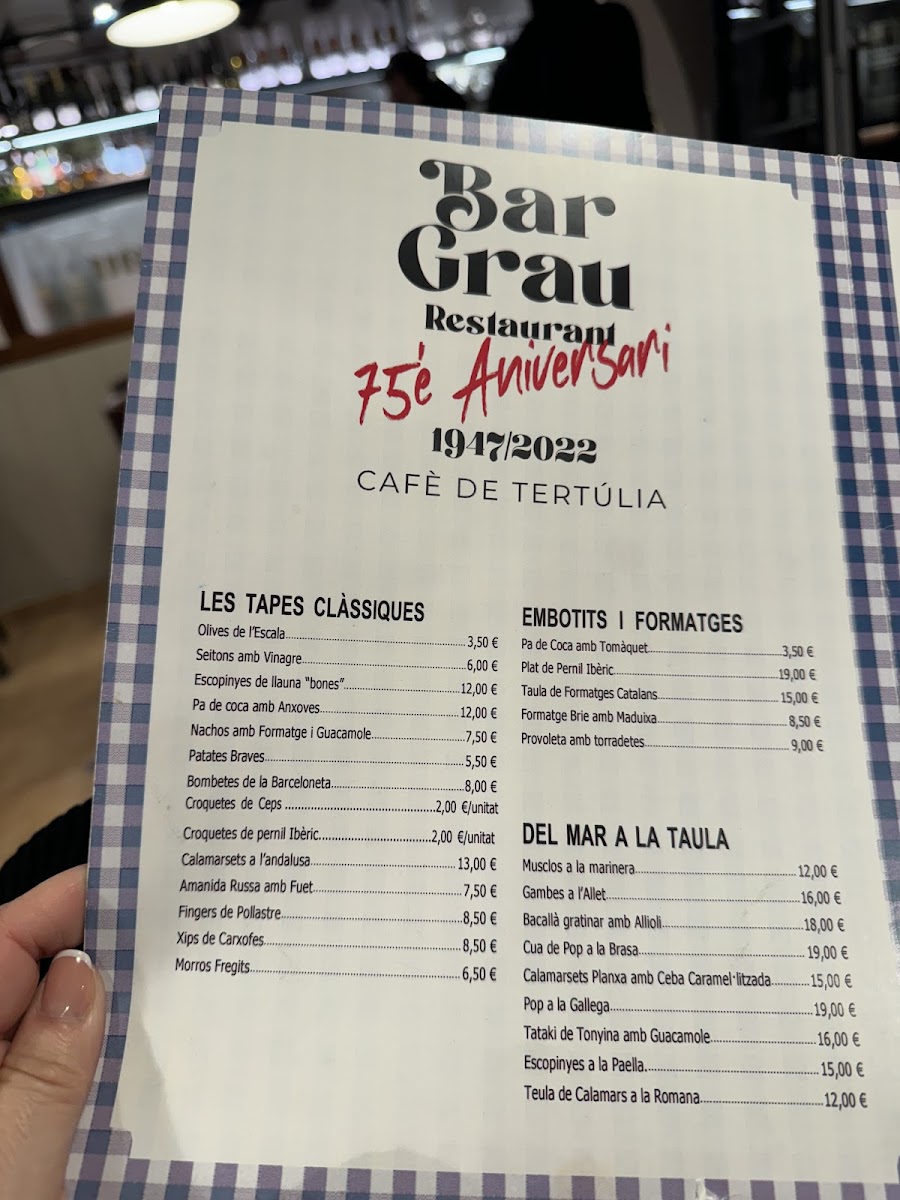 Bar
Grau
Restaurant
75é Aniversari
1947/2022
CAFÈ DE TERTÚLIA
LES TAPES CLÀSSIQUES
Olives de l'Escala 3,50 €
Seitons amb Vinagre 6,00 €
Escopinyes de llauna "bones" 12,00 €
Pa de coca amb Anxoves 12,00 €
Nachos amb Formatge i Guacamole 7,50 €
Patates Braves 5,50 €
Bombetes de la Barceloneta 8,00 €
Croquetes de Ceps 2,00 €/unitat
Croquetes de pernil Ibèric 2,00 €/unitat
Calamarsets a l'andalusa 13,00 €
Amanida Russa amb Fuet 7,50 €
Fingers de Pollastre 8,50 €
Xips de Carxofes 8,50 €
Morros Fregits 6,50 €
EMBOTITS I FORMATGES
Pa de Coca amb Tomàquet 3,50 €
Plat de Pernil Ibèric 19,00 €
Taula de Formatges Catalans 15,00 €
Formatge Brie amb Maduixa 8,50 €
Provoleta amb torradetes 9,00 €
DEL MAR A LA TAULA
Musclos a la marinera 12,00 €
Gambes a l'Allet 16,00 €
Bacallà gratinar amb Allioli 18,00 €
Cua de Pop a la Brasa 19,00 €
Calamarsets Planxa amb Ceba Caramel·litzada 15,00 €
Pop a la Gallega 19,00 €
Tataki de Tonyina amb Guacamole 16,00 €
Escopinyes a la Paella 15,00 €
Teula de Calamars a la Romana 12,00 €